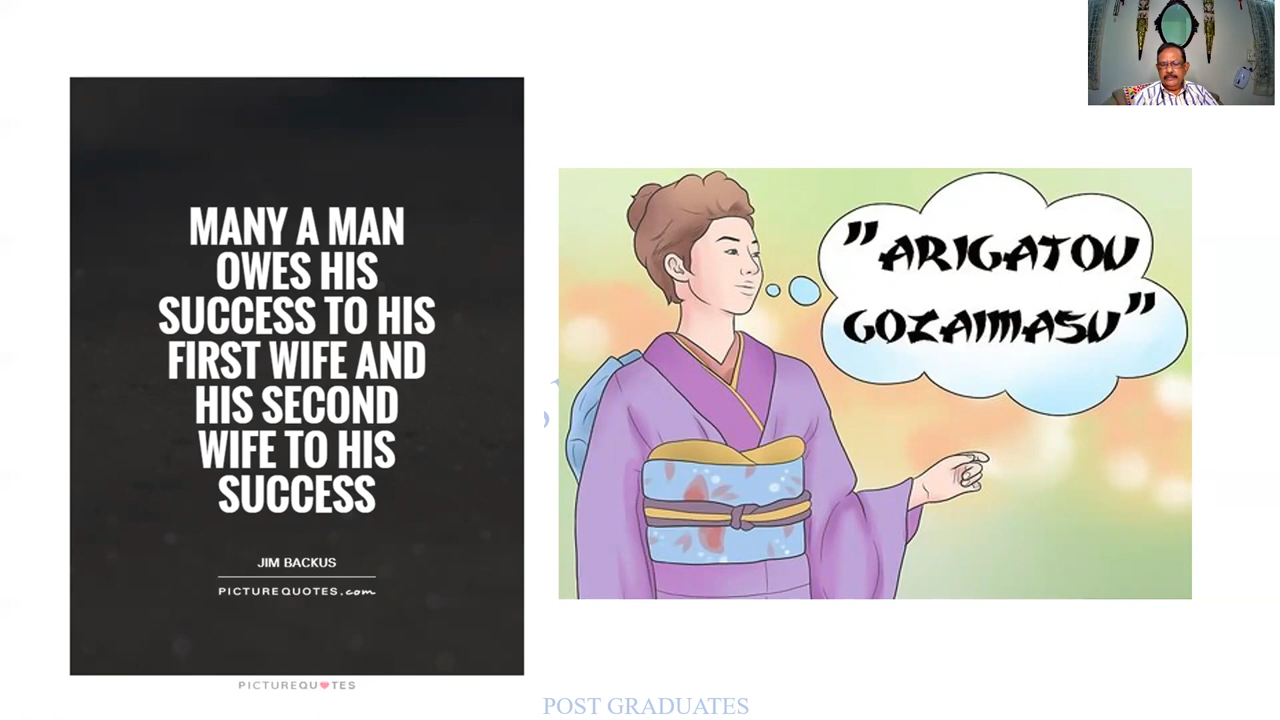 MANY A MAN
OWES HIS
SUCCESS TO HIS
FIRST WIFE AND
HIS SECOND
WIFE TO HIS
SUCCESS
JIM BACKUS
PICTUREQUOTES.com
PICTUREQUOTES
"ARIGATOU
GOZAIMASU"
POST GRADUATES